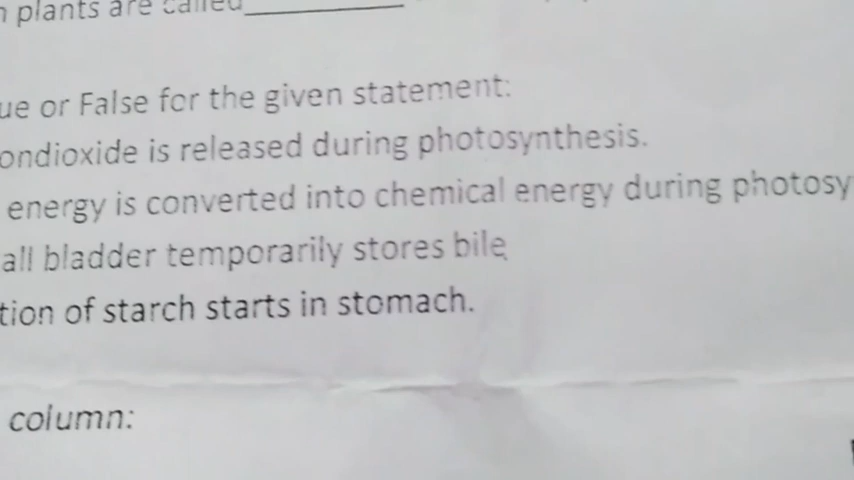 plants are called__________
ue or False for the given statement:
ondioxide is released during photosynthesis.
energy is converted into chemical energy during photosy
all bladder temporarily stores bile
tion of starch starts in stomach.
column: